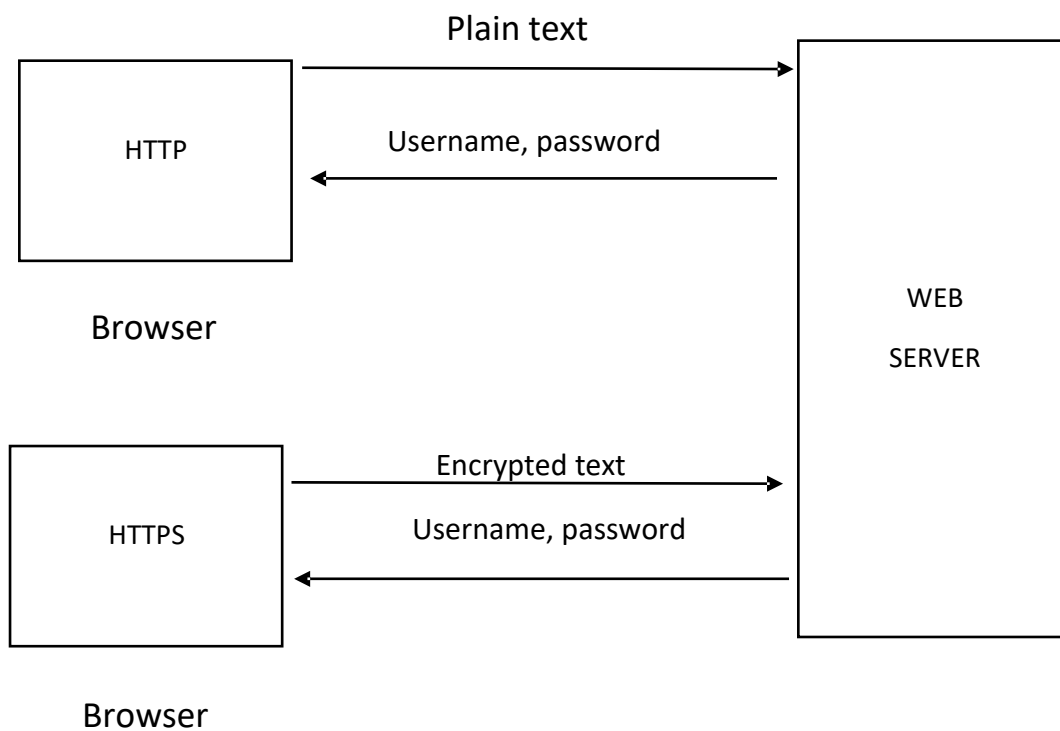 Plain text
HTTP
Username, password
Browser
WEB
SERVER
Encrypted text
HTTPS
Username, password
Browser